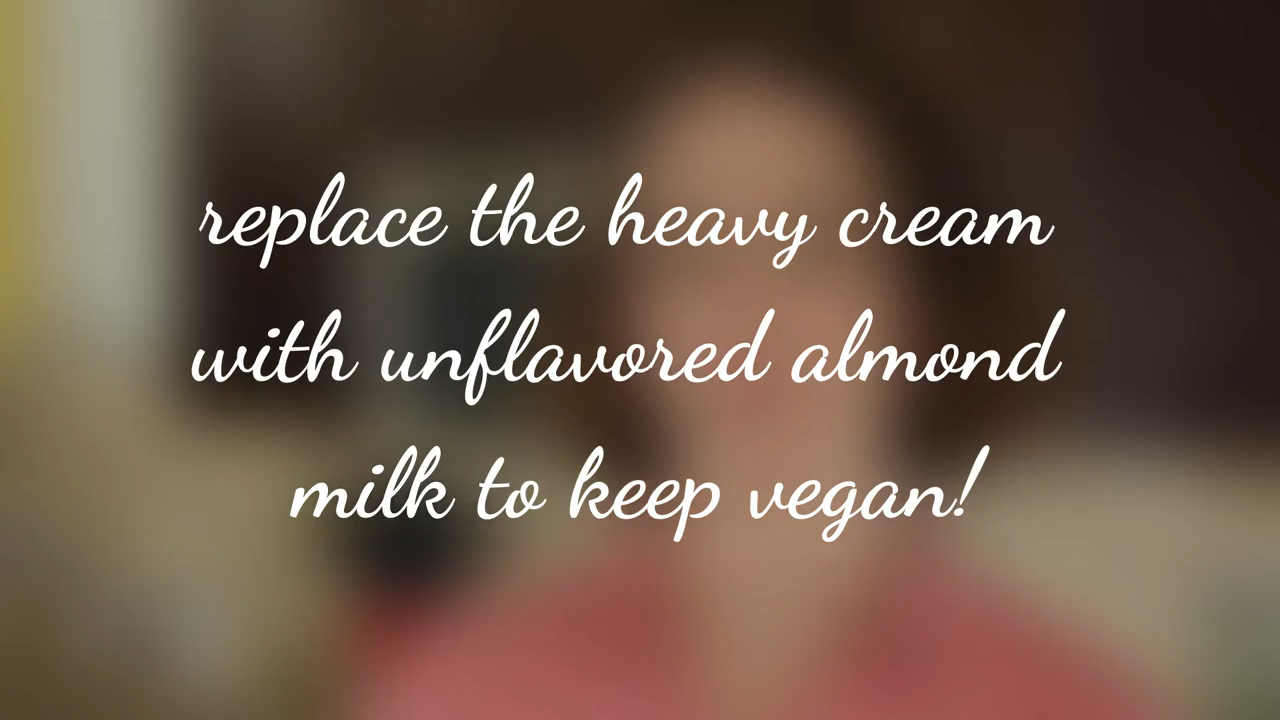 replace the heavy cream
with unflavored almond
milk to keep vegan!